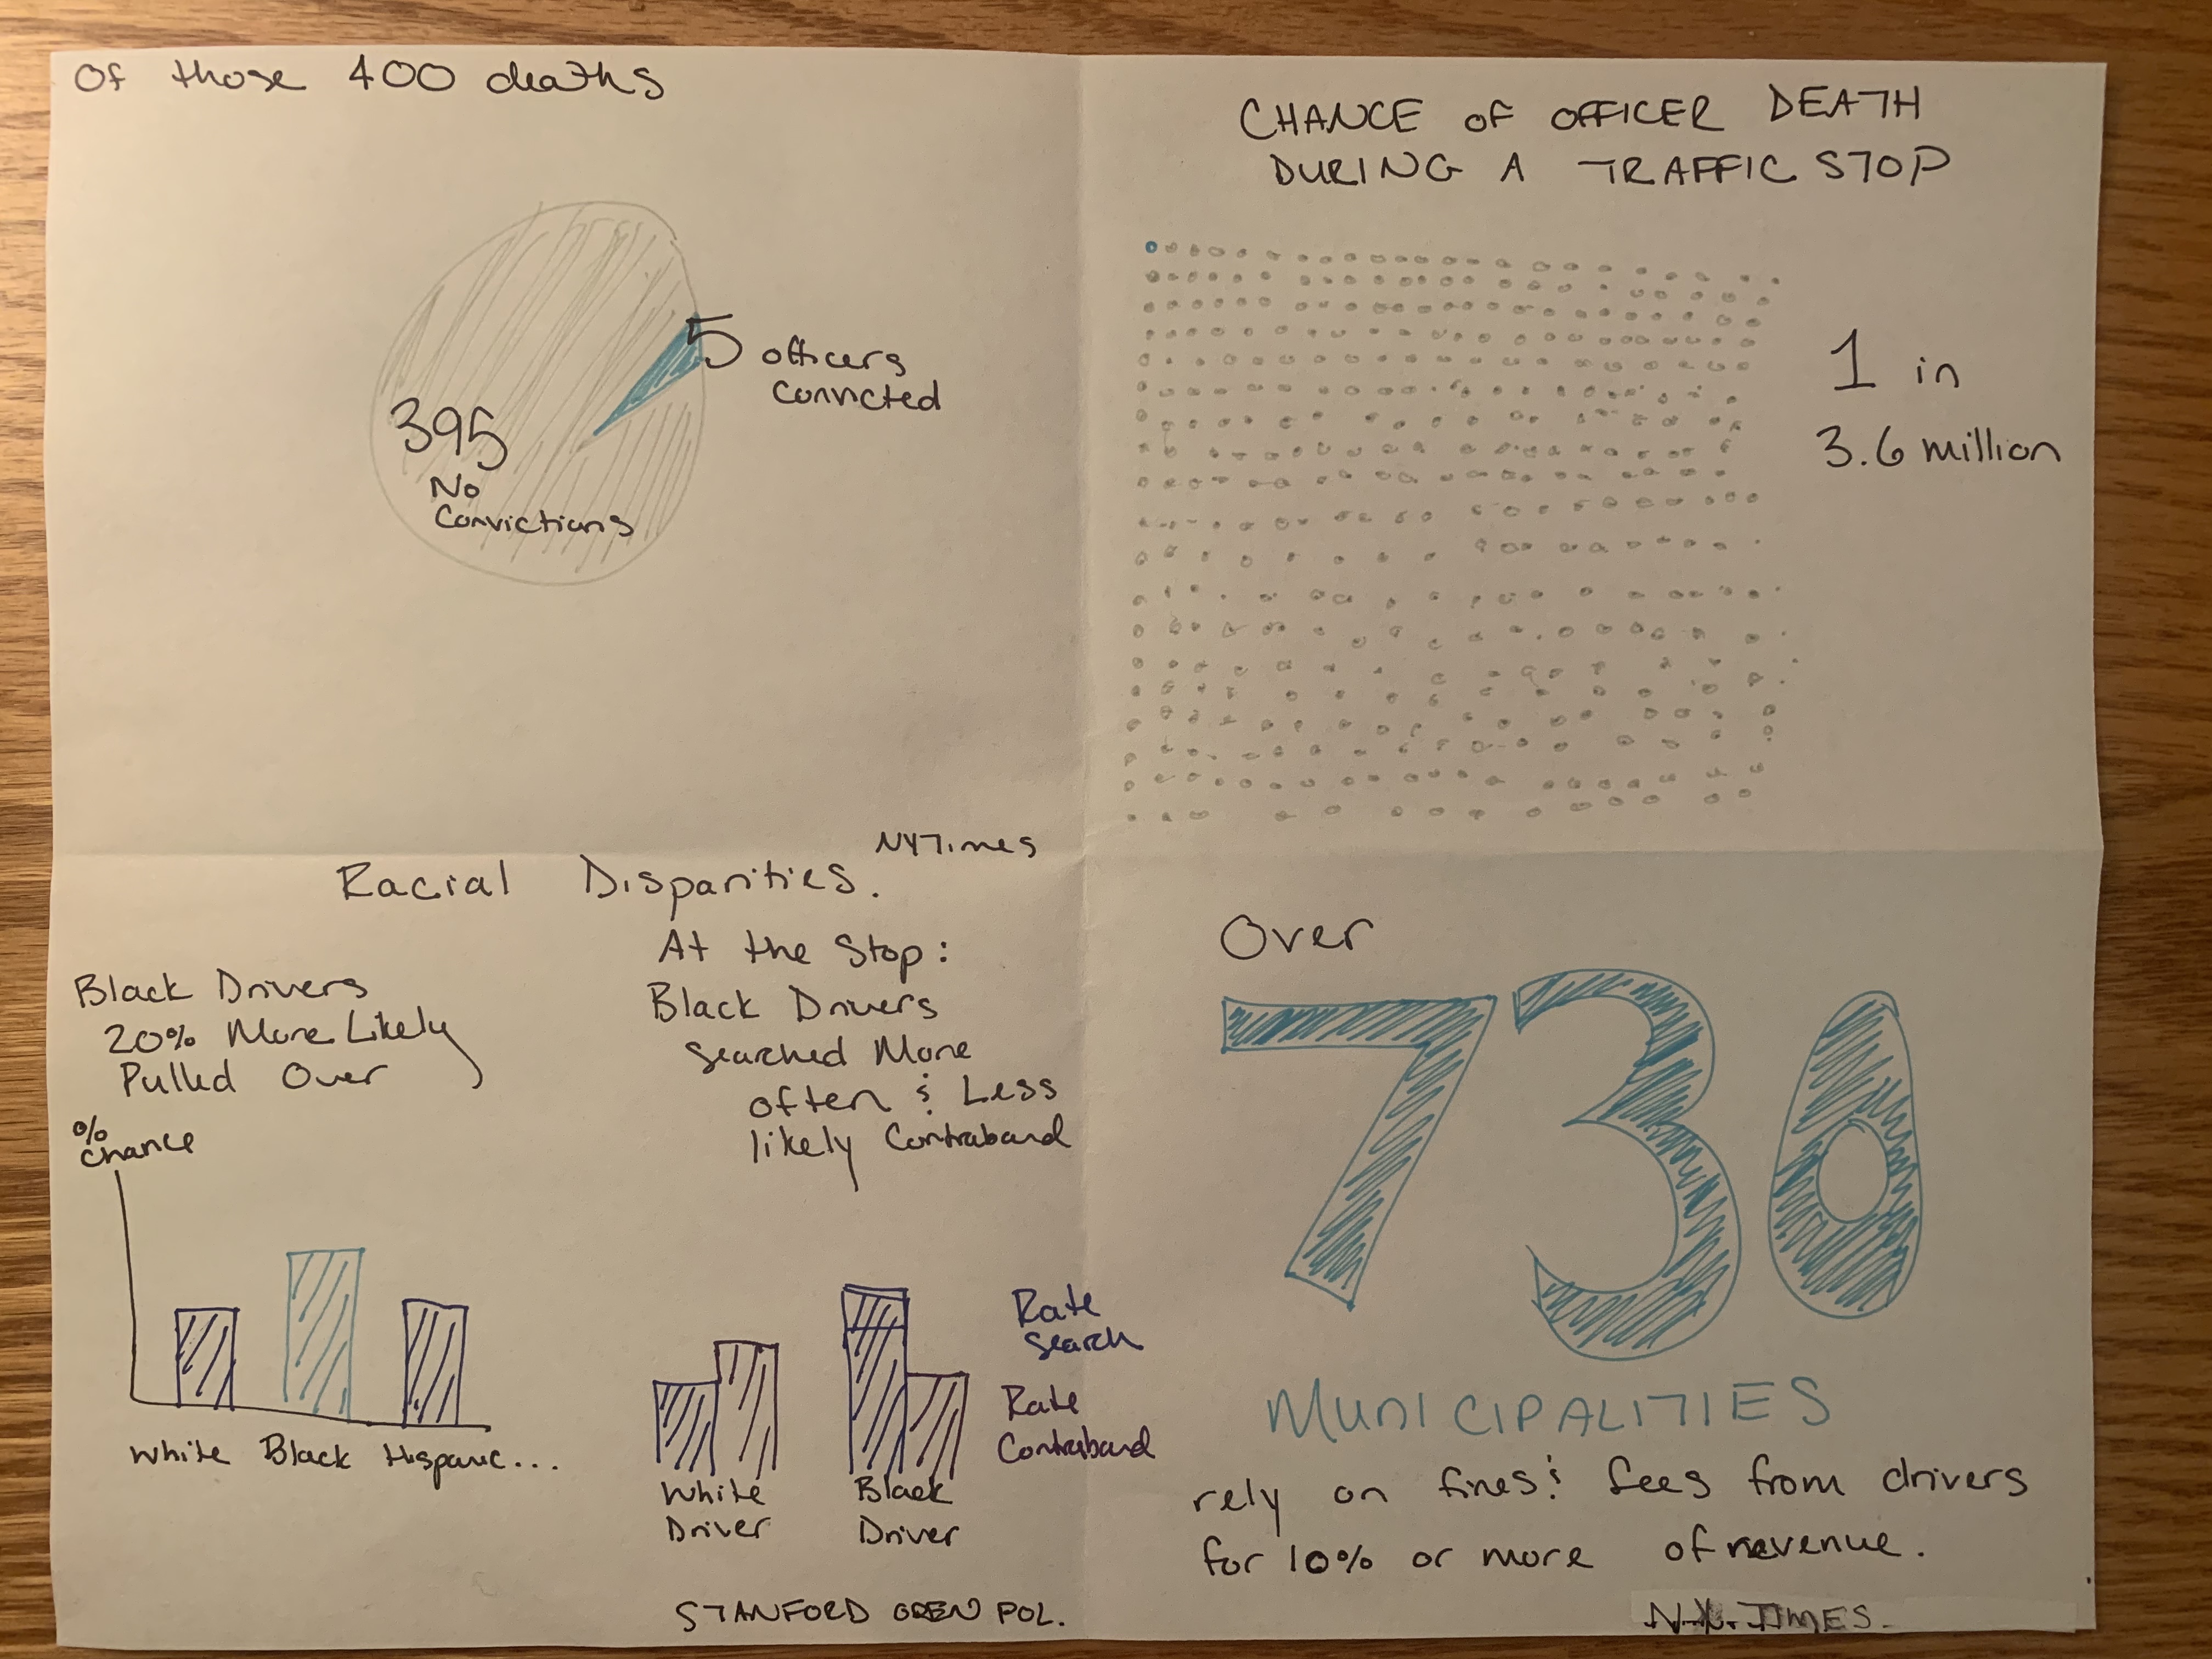 Of those 400 deaths
5 officers
convicted
395
No
Convictions
NYTimes
CHANCE OF OFFICER DEATH
DURING A TRAFFIC STOP
1 in
3.6 million
Racial Disparities.
Black Drivers
20% More Likely
Pulled Over
% Chance
White Black Hispanic...
At the Stop:
Black Drivers
Searched More
often & Less
likely Contraband
Rate
Search
Rate
Contraband
White
Driver
Black
Driver
STANFORD OPEN POL.
Over
730
MUNICIPALITIES
rely on fines & fees from drivers
for 10% or more of revenue.
N.Y. TIMES.